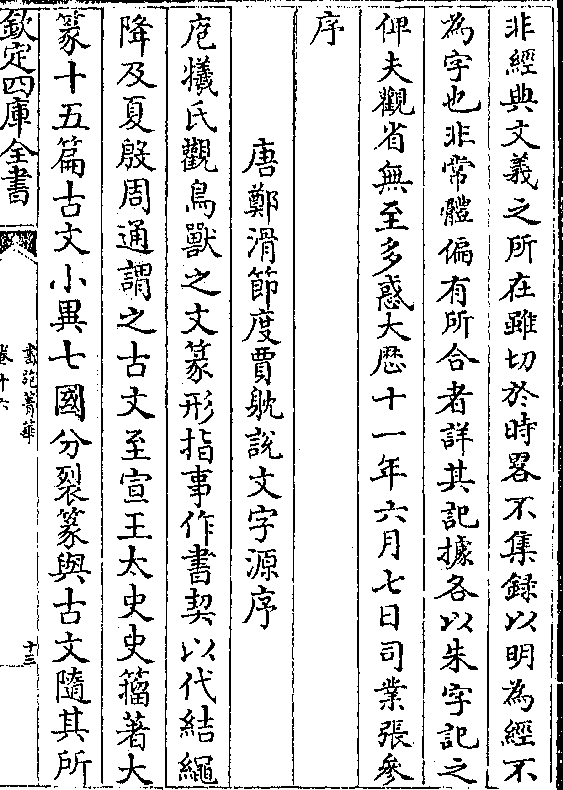 非經典文義之所在雖切於時畧不集録以明為經不
為字也非常體偏有所合者詳其記據各以朱字記之
俾夫觀省無至多惑大厯十一年六月七日司業張參
序
唐鄭滑節度賈躭說文字源序
庖犧氏觀鳥獸之文篆形指事作書契以代結繩
降及夏殷周通謂之古文至宣王太史史籀著大
篆十五篇古文小異七國分裂篆與古文隨其所
欽定四庫全書
書苑菁華
卷十六
十三